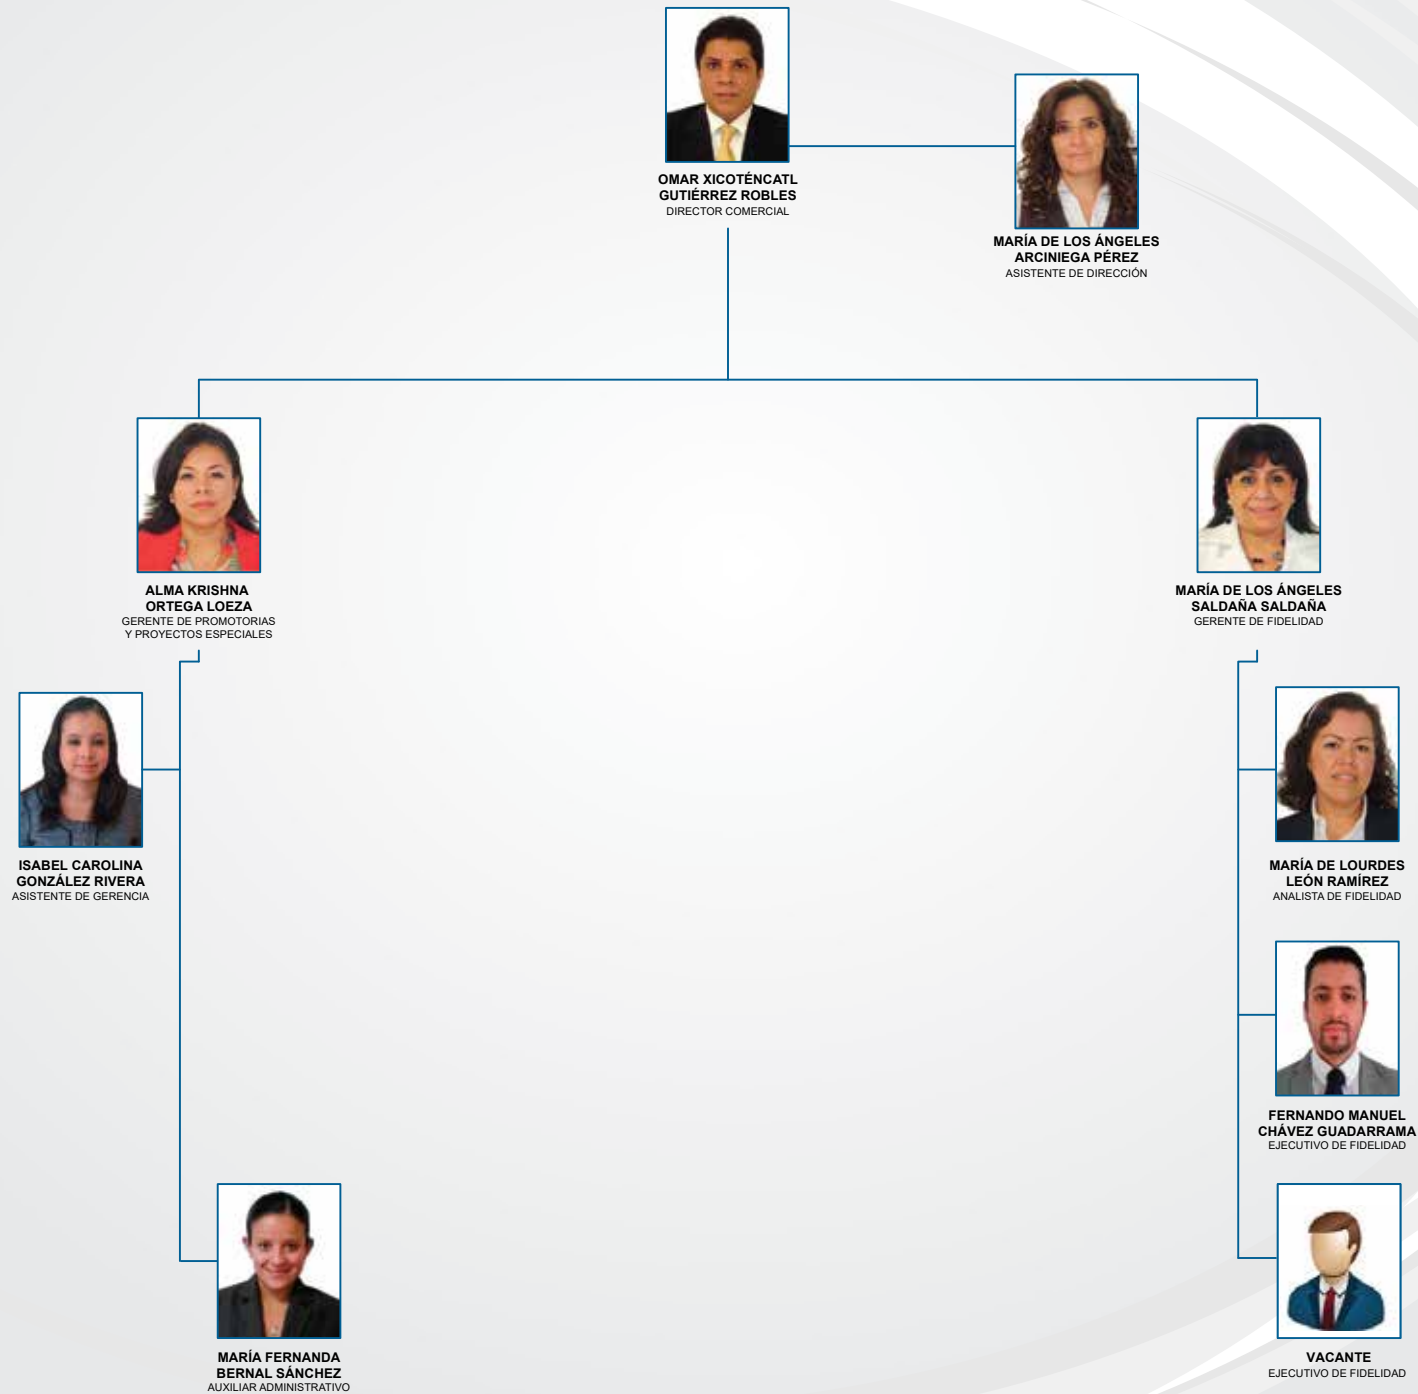 OMAR XICOTÉNCATL
GUTIÉRREZ ROBLES
DIRECTOR COMERCIAL
MARÍA DE LOS ÁNGELES
ARCINIEGA PÉREZ
ASISTENTE DE DIRECCIÓN
ALMA KRISHNA
ORTEGA LOEZA
GERENTE DE PROMOTORIAS
Y PROYECTOS ESPECIALES
MARÍA DE LOS ÁNGELES
SALDAÑA SALDAÑA
GERENTE DE FIDELIDAD
ISABEL CAROLINA
GONZÁLEZ RIVERA
ASISTENTE DE GERENCIA
MARÍA DE LOURDES
LEÓN RAMÍREZ
ANALISTA DE FIDELIDAD
FERNANDO MANUEL
CHÁVEZ GUADARRAMA
EJECUTIVO DE FIDELIDAD
MARÍA FERNANDA
BERNAL SÁNCHEZ
AUXILIAR ADMINISTRATIVO
VACANTE
EJECUTIVO DE FIDELIDAD